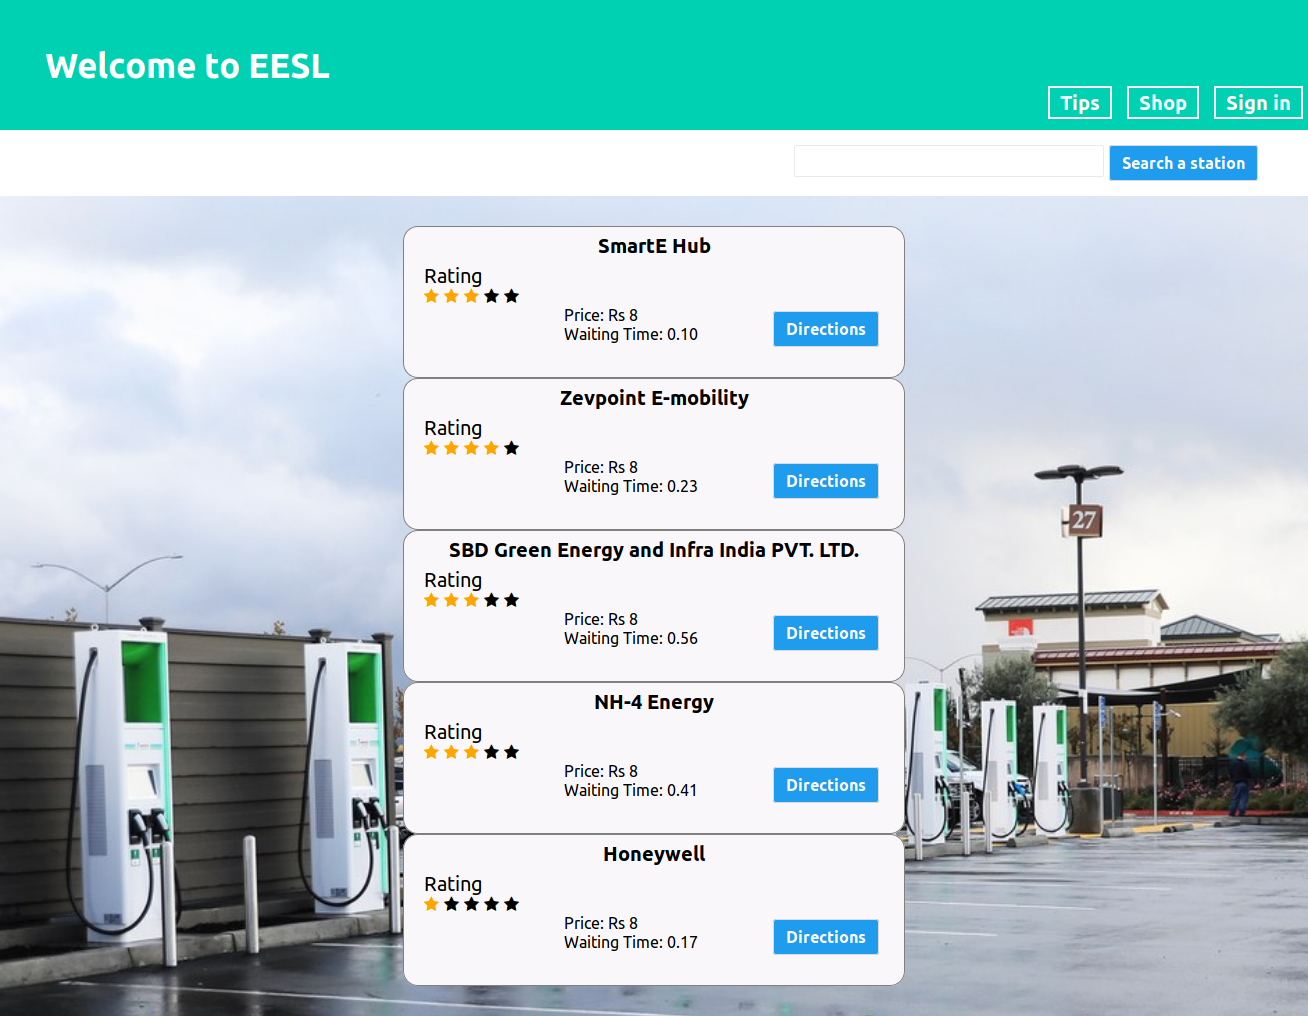 Welcome to EESL
Tips Shop Sign in
Search a station
SmartE Hub
Rating
Price: Rs 8
Waiting Time: 0.10
Directions
Zevpoint E-mobility
Rating
Price: Rs 8
Waiting Time: 0.23
Directions
SBD Green Energy and Infra India PVT. LTD.
Rating
Price: Rs 8
Waiting Time: 0.56
Directions
NH-4 Energy
Rating
Price: Rs 8
Waiting Time: 0.41
Directions
Honeywell
Rating
Price: Rs 8
Waiting Time: 0.17
Directions
27
EESL
EESL